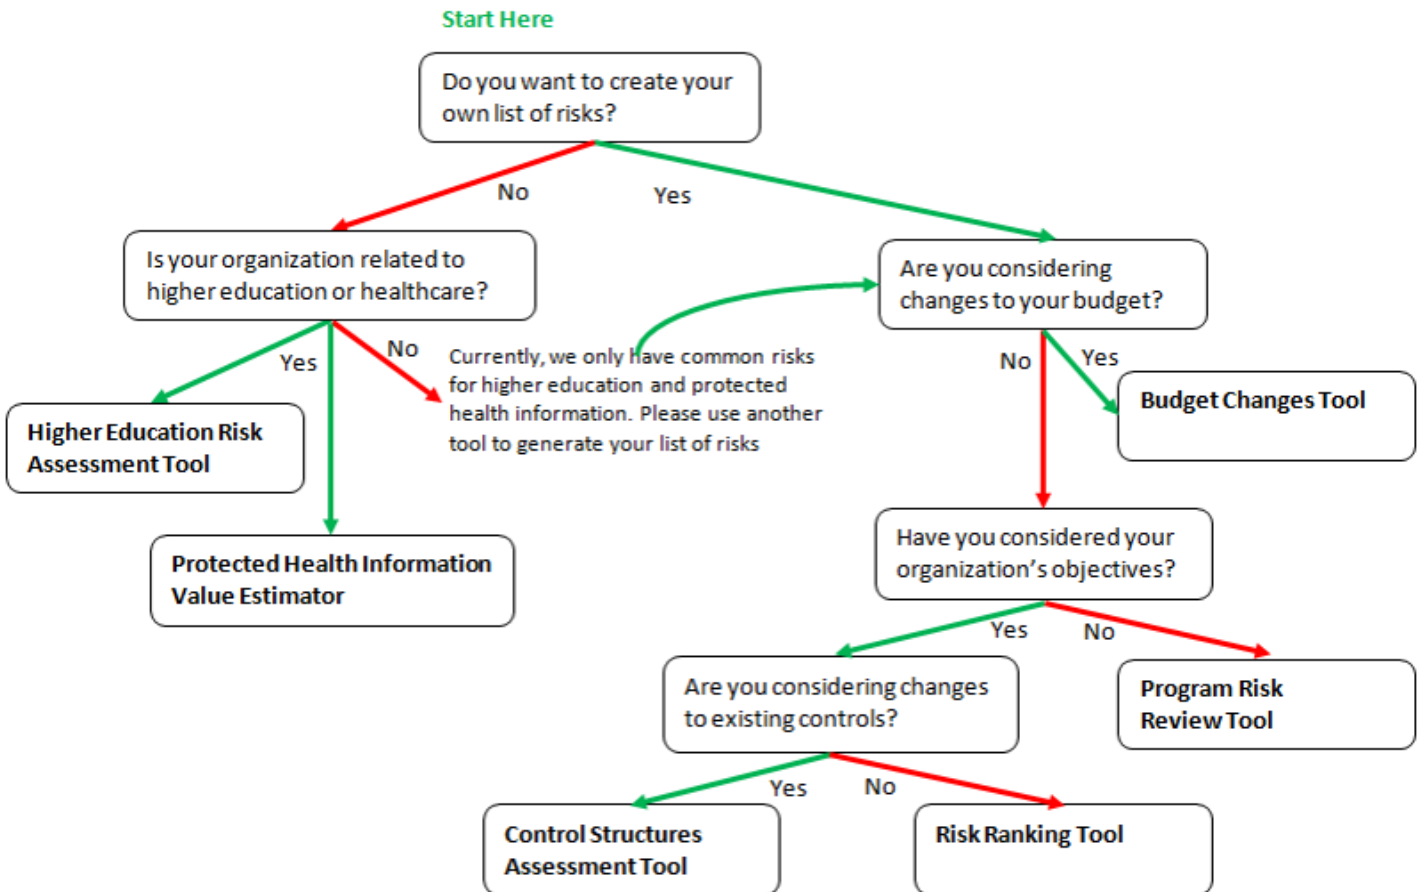 Start Here
Do you want to create your
own list of risks?
No
Yes
Is your organization related to
higher education or healthcare?
Are you considering
changes to your budget?
Yes
No
Currently, we only have common risks
for higher education and protected
health information. Please use another
tool to generate your list of risks
No
Yes
Budget Changes Tool
Higher Education Risk
Assessment Tool
Protected Health Information
Value Estimator
Have you considered your
organization’s objectives?
Yes
No
Are you considering changes
to existing controls?
Program Risk
Review Tool
Yes
No
Control Structures
Assessment Tool
Risk Ranking Tool